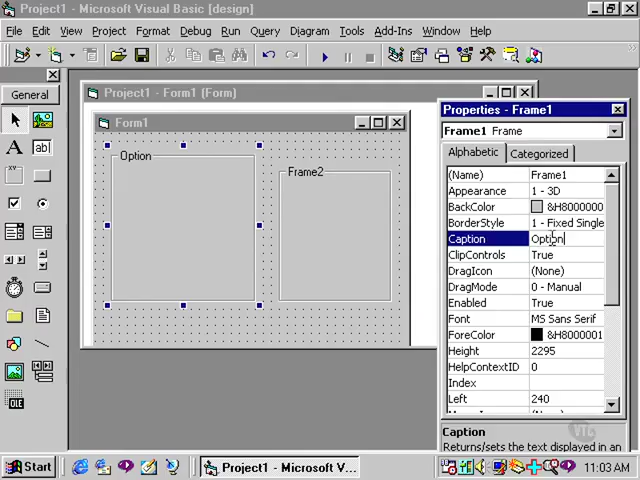 Project1 - Microsoft Visual Basic [design]
File Edit View Project Format Debug Run Query Diagram Tools Add-Ins Window Help
General
A ab|
Project1 - Form1 (Form)
Form1
Option
Frame2
Properties - Frame1
Frame1 Frame
Alphabetic Categorized
(Name) Frame1
Appearance 1 - 3D
BackColor &H8000000
BorderStyle 1 - Fixed Single
Caption Option
ClipControls True
DragIcon (None)
DragMode 0 - Manual
Enabled True
Font MS Sans Serif
ForeColor &H8000001
Height 2295
HelpContextID 0
Index
Left 240
Caption
Returns/sets the text displayed in an
OLE
Start
Project1 - Microsoft V...
11:03 AM